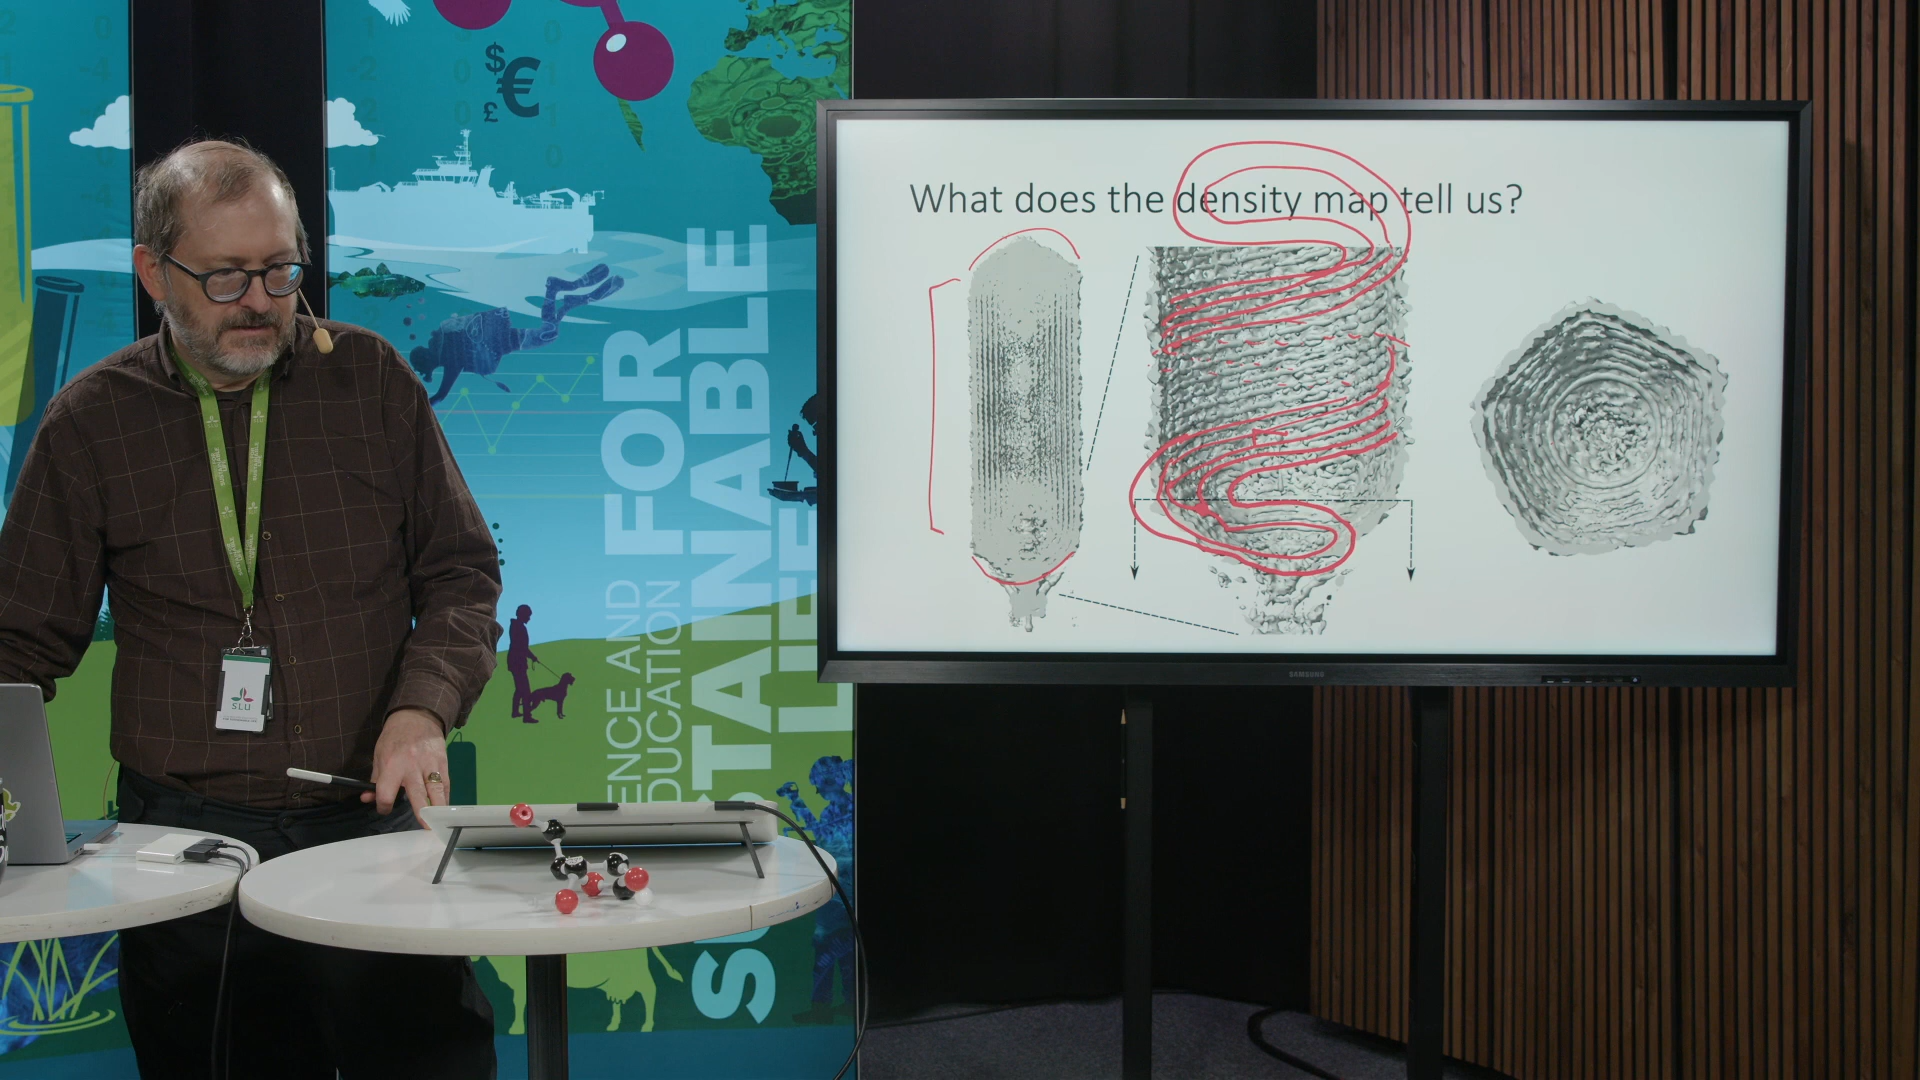 What does the density map tell us?
$
€
£
SCIENCE AND
EDUCATION
FOR
SUSTAINABLE
LIFE
SLU
SAMSUNG